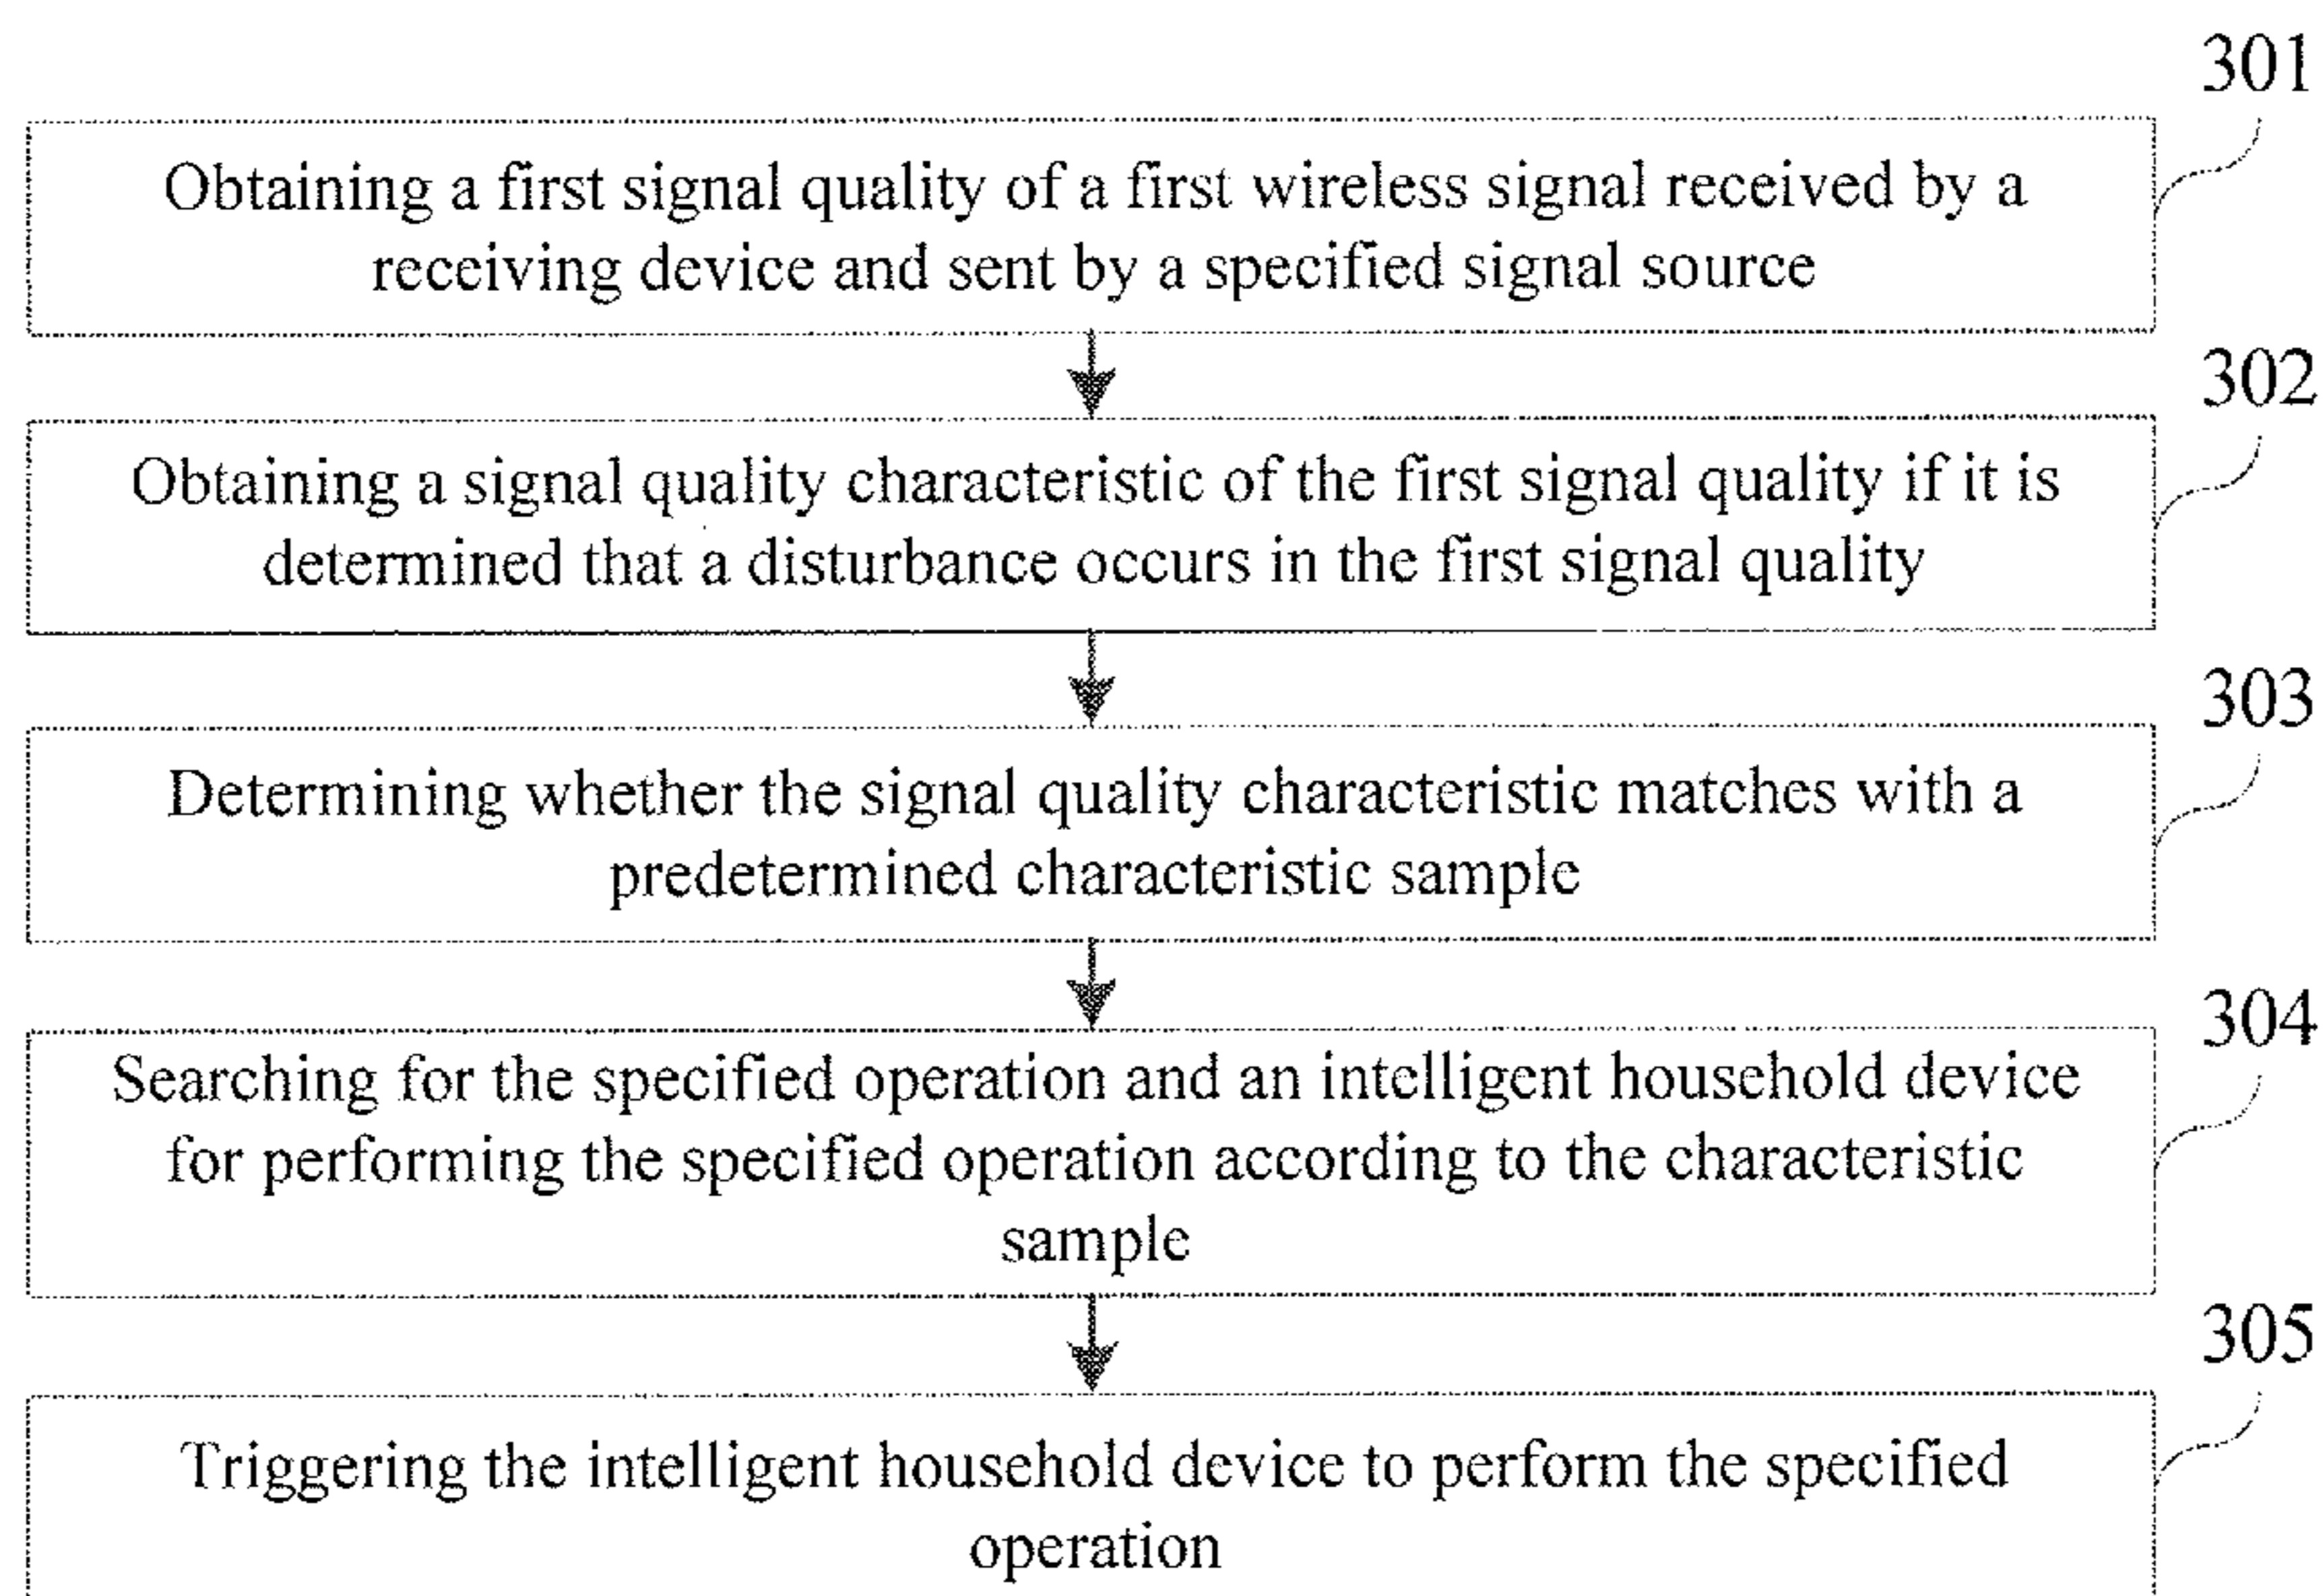 301
Obtaining a first signal quality of a first wireless signal received by a
receiving device and sent by a specified signal source
302
Obtaining a signal quality characteristic of the first signal quality if it is
determined that a disturbance occurs in the first signal quality
303
Determining whether the signal quality characteristic matches with a
predetermined characteristic sample
304
Searching for the specified operation and an intelligent household device
for performing the specified operation according to the characteristic
sample
305
Triggering the intelligent household device to perform the specified
operation